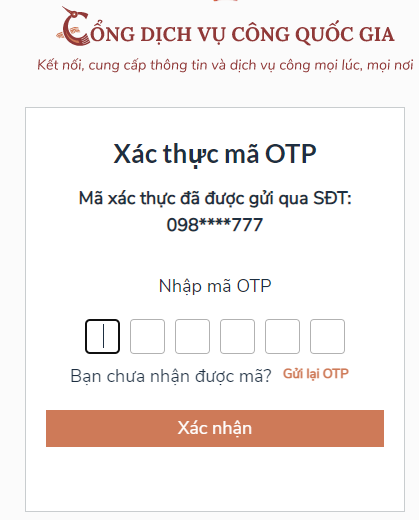 CỔNG DỊCH VỤ CÔNG QUỐC GIA
Kết nối, cung cấp thông tin và dịch vụ công mọi lúc, mọi nơi
Xác thực mã OTP
Mã xác thực đã được gửi qua SĐT:
098****777
Nhập mã OTP
Bạn chưa nhận được mã? Gửi lại OTP
Xác nhận